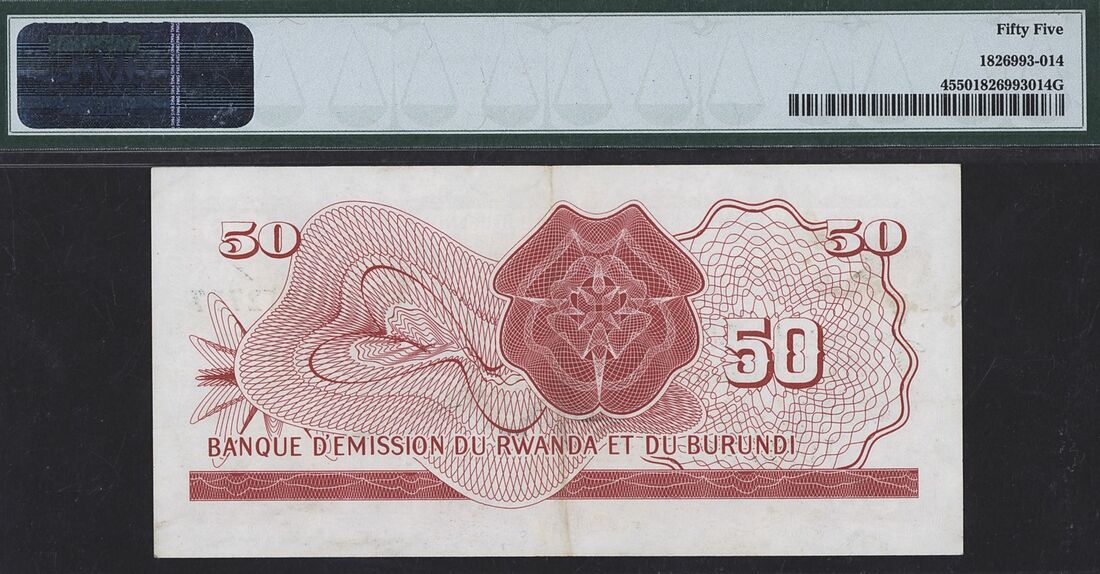 Fifty Five
1826993-014
45501826993014G
50
50
50
BANQUE D'EMISSION DU RWANDA ET DU BURUNDI